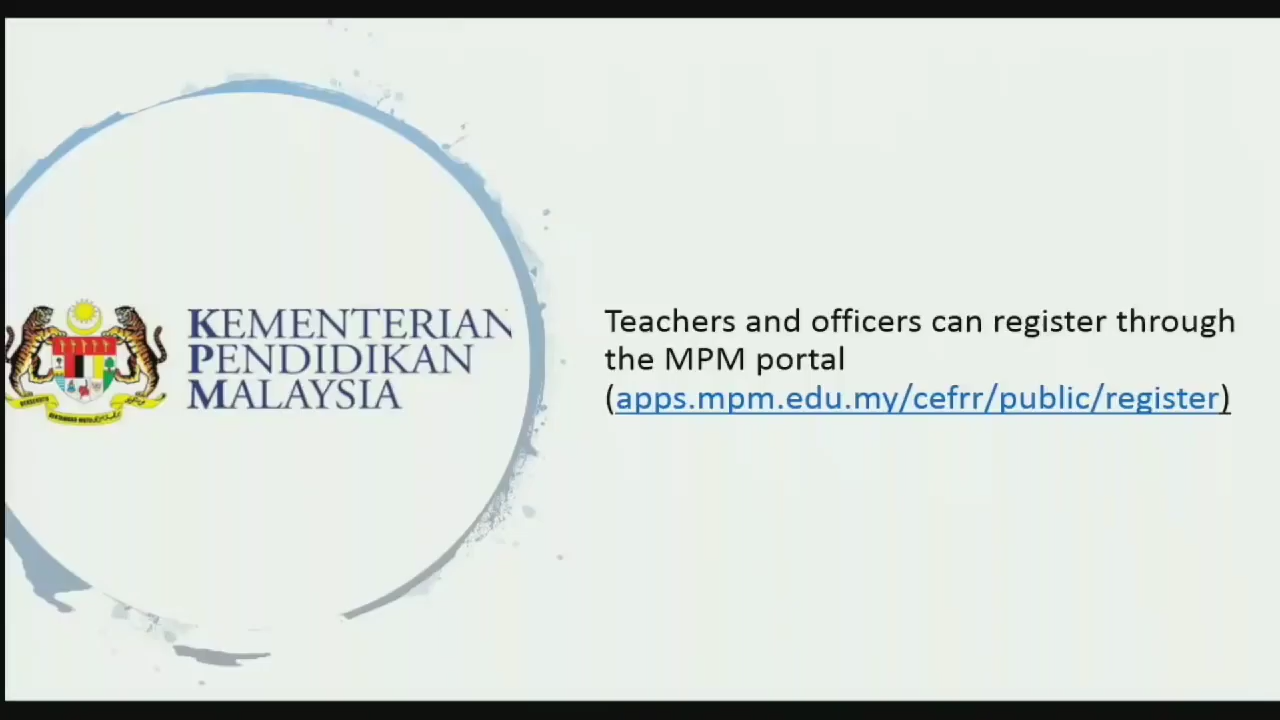 KEMENTERIAN
PENDIDIKAN
MALAYSIA
Teachers and officers can register through
the MPM portal
(apps.mpm.edu.my/cefrr/public/register)